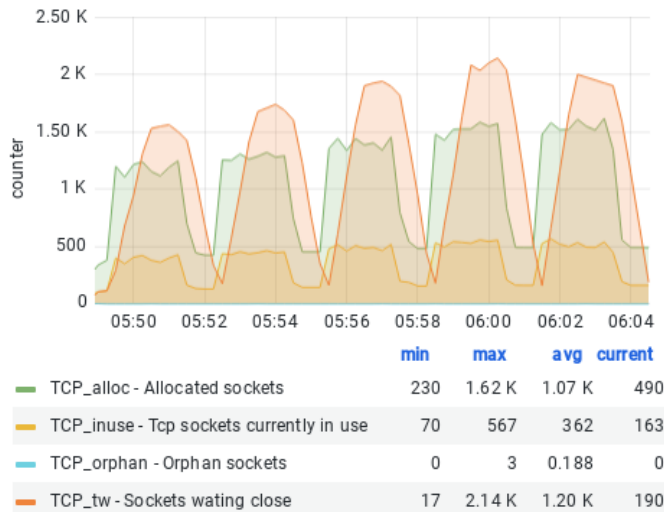 2.50 K
2 K
1.50 K
1 K
500
0
counter
05:50 05:52 05:54 05:56 05:58 06:00 06:02 06:04
min max avg current
TCP_alloc - Allocated sockets 230 1.62 K 1.07 K 490
TCP_inuse - Tcp sockets currently in use 70 567 362 163
TCP_orphan - Orphan sockets 0 3 0.188 0
TCP_tw - Sockets wating close 17 2.14 K 1.20 K 190